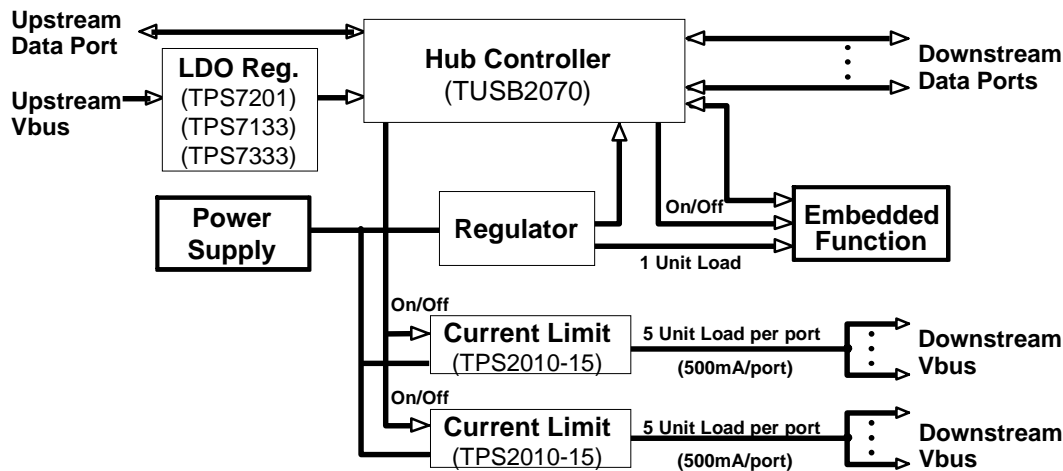 Upstream
Data Port
Upstream
Vbus
LDO Reg.
(TPS7201)
(TPS7133)
(TPS7333)
Hub Controller
(TUSB2070)
Downstream
Data Ports
Power
Supply
Regulator
On/Off
1 Unit Load
Embedded
Function
On/Off
Current Limit
(TPS2010-15)
5 Unit Load per port
(500mA/port)
Downstream
Vbus
On/Off
Current Limit
(TPS2010-15)
5 Unit Load per port
(500mA/port)
Downstream
Vbus